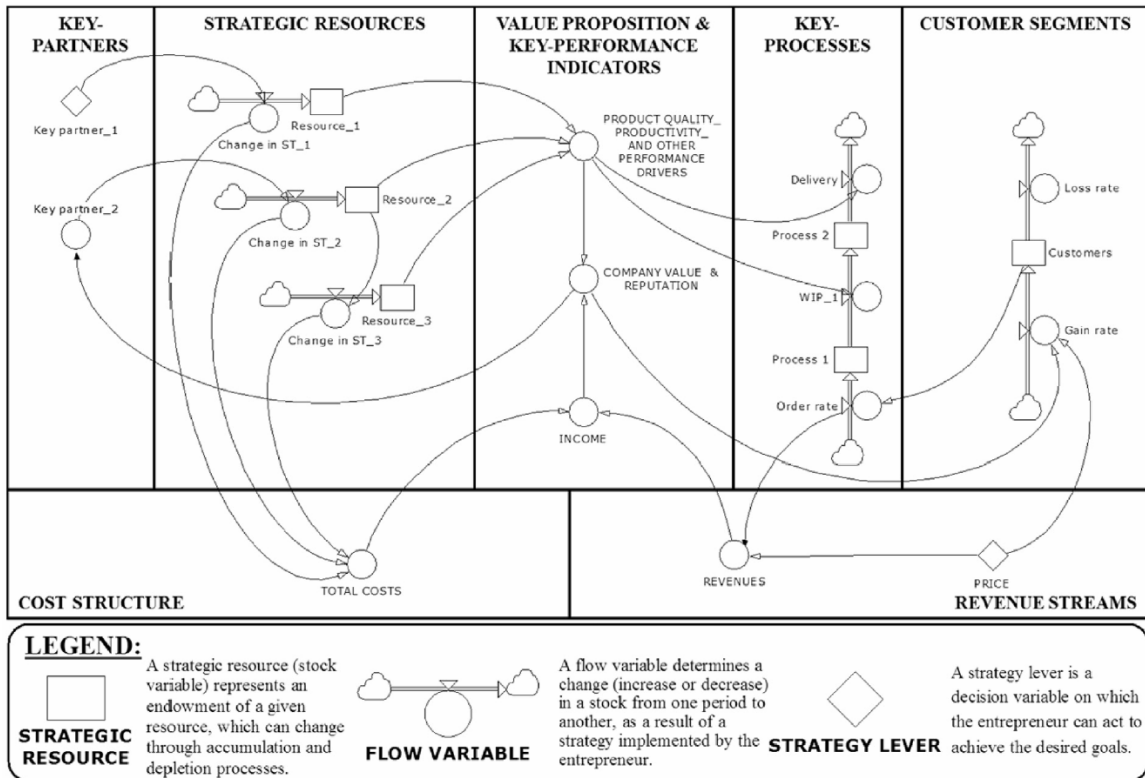 KEY-
PARTNERS
STRATEGIC RESOURCES
VALUE PROPOSITION &
KEY-PERFORMANCE
INDICATORS
KEY-
PROCESSES
CUSTOMER SEGMENTS
Key partner_1
Key partner_2
Resource_1
Change in ST_1
Resource_2
Change in ST_2
Resource_3
Change in ST_3
PRODUCT QUALITY_
PRODUCTIVITY_
AND OTHER
PERFORMANCE
DRIVERS
COMPANY VALUE &
REPUTATION
INCOME
Delivery
Process 2
WIP_1
Process 1
Order rate
Loss rate
Customers
Gain rate
TOTAL COSTS
COST STRUCTURE
REVENUES
PRICE
REVENUE STREAMS
LEGEND:
STRATEGIC
RESOURCE
A strategic resource (stock
variable) represents an
endowment of a given
resource, which can change
through accumulation and
depletion processes.
FLOW VARIABLE
A flow variable determines a
change (increase or decrease)
in a stock from one period to
another, as a result of a
strategy implemented by the
entrepreneur.
STRATEGY LEVER
A strategy lever is a
decision variable on which
the entrepreneur can act to
achieve the desired goals.